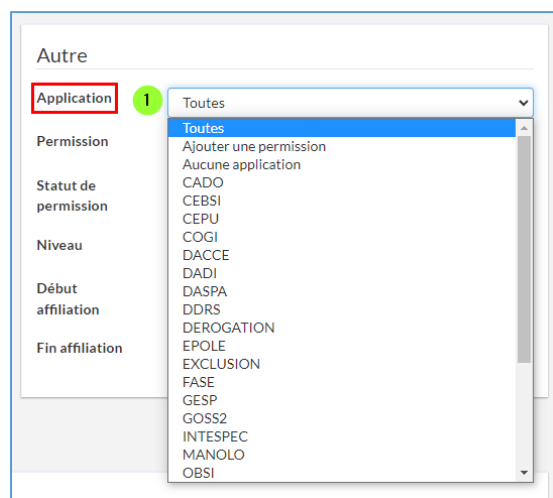 Autre
Application
1
Toutes
Toutes
Ajouter une permission
Aucune application
CADO
CEBSI
CEPU
COGI
DACCE
DADI
DASPA
DDRS
DEROGATION
EPOLE
EXCLUSION
FASE
GESP
GOSS2
INTESPEC
MANOLO
OBSI
Permission
Statut de
permission
Niveau
Début
affiliation
Fin affiliation